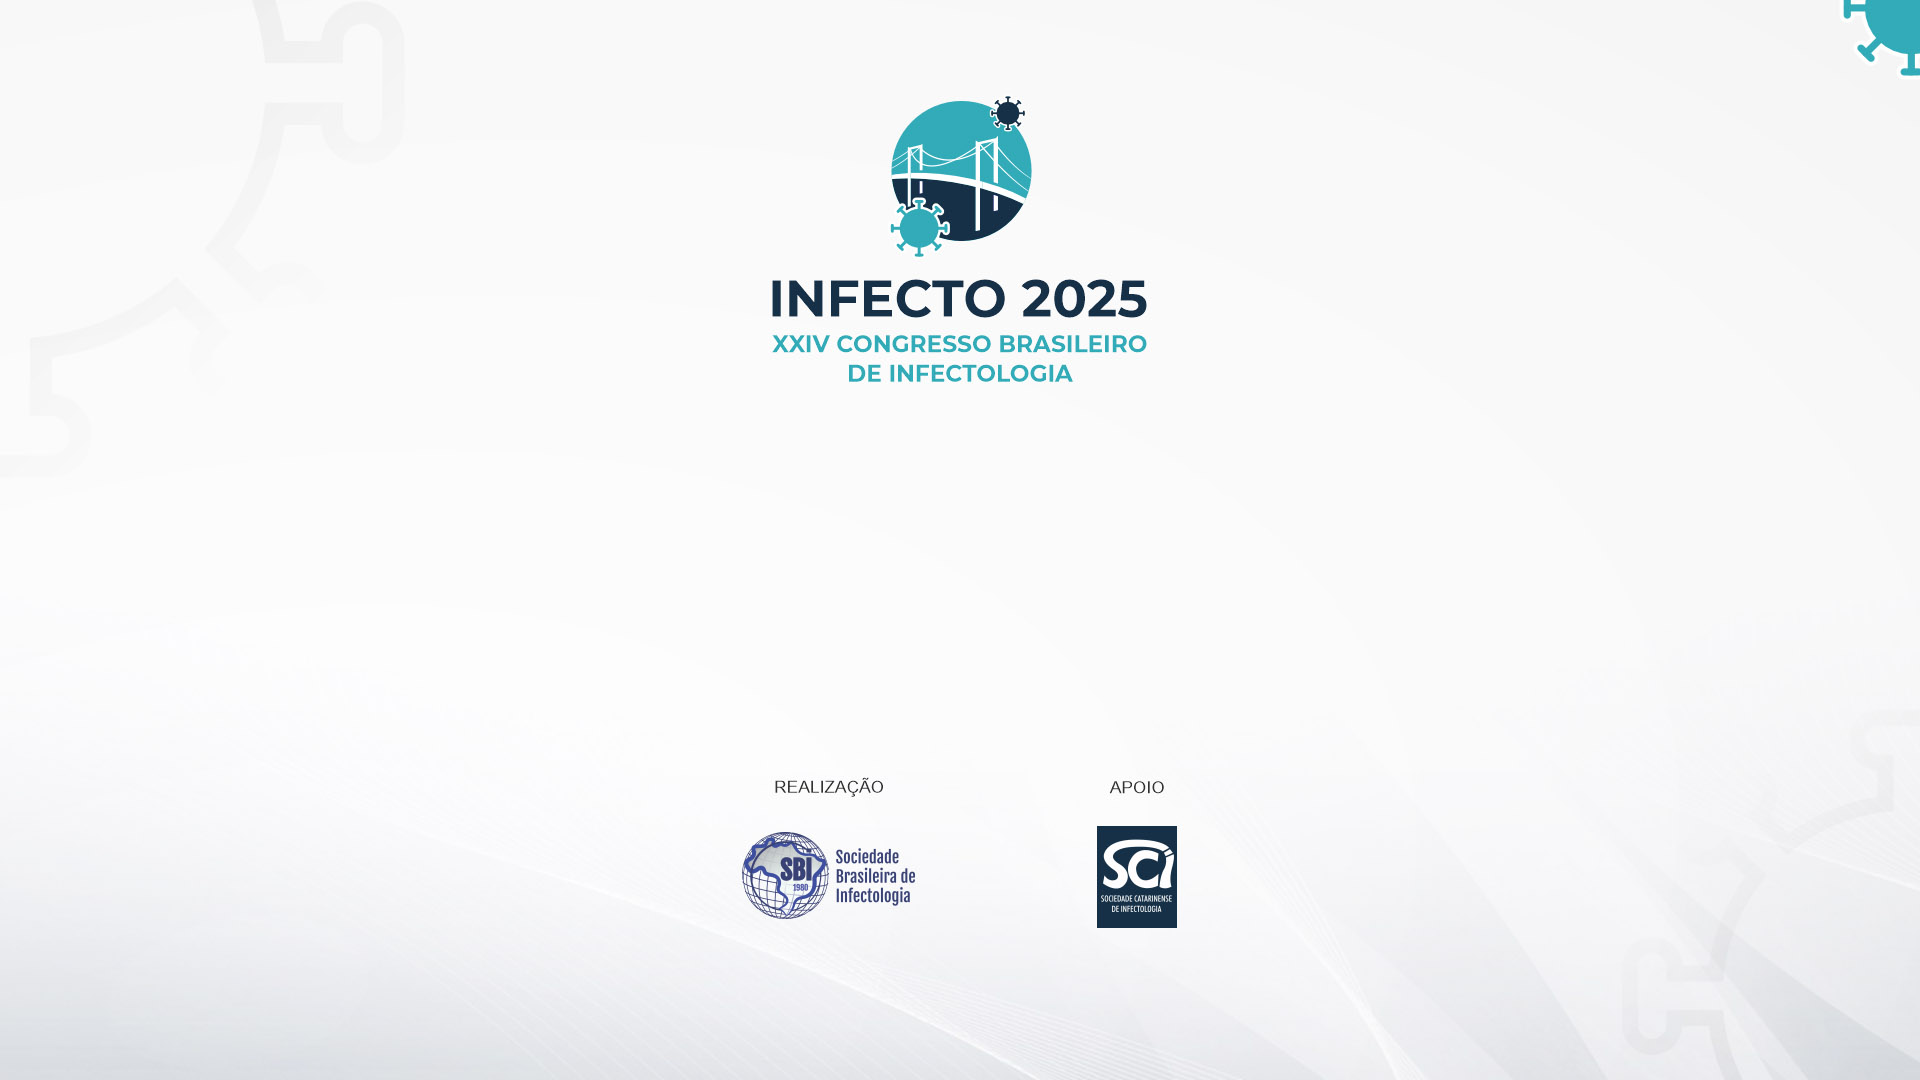 INFECTO 2025
XXIV CONGRESSO BRASILEIRO
DE INFECTOLOGIA
REALIZAÇÃO
SBI
1980
Sociedade
Brasileira de
Infectologia
APOIO
SCi
SOCIEDADE CATARINENSE
DE INFECTOLOGIA